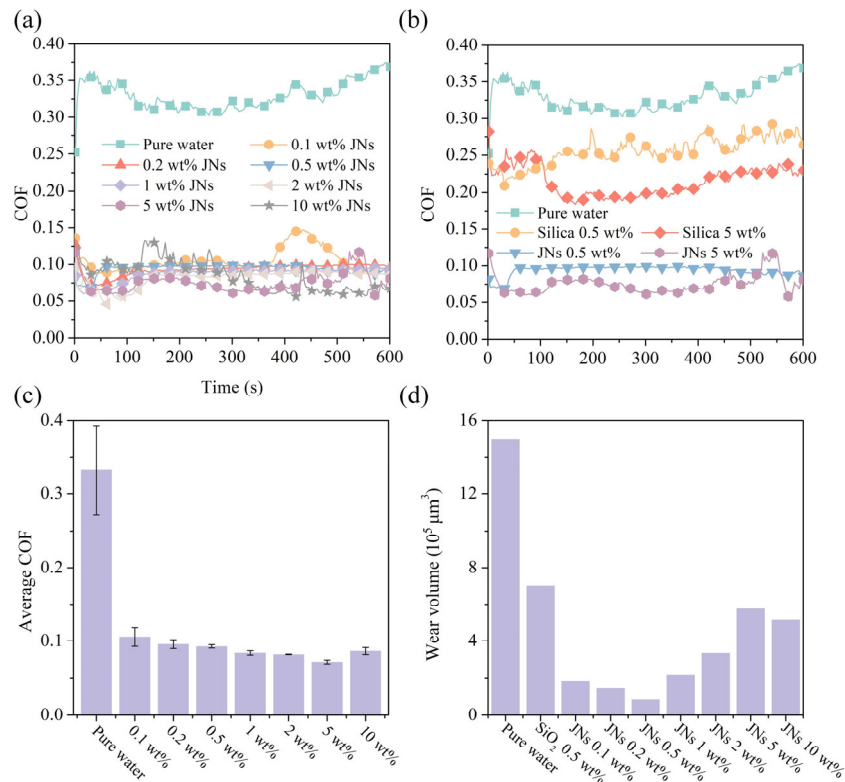 (a)
0.40
0.35
0.30
0.25
0.20
0.15
0.10
0.05
0.00
COF
Pure water
0.1 wt% JNs
0.2 wt% JNs
0.5 wt% JNs
1 wt% JNs
2 wt% JNs
5 wt% JNs
10 wt% JNs
0
100
200
300
400
500
600
Time (s)
(b)
0.40
0.35
0.30
0.25
0.20
0.15
0.10
0.05
0.00
COF
Pure water
Silica 0.5 wt%
Silica 5 wt%
JNs 0.5 wt%
JNs 5 wt%
0
100
200
300
400
500
600
(c)
0.4
0.3
0.2
0.1
0.0
Average COF
Pure water
0.1 wt%
0.2 wt%
0.5 wt%
1 wt%
2 wt%
5 wt%
10 wt%
(d)
16
12
8
4
0
Wear volume (10⁵ μm³)
Pure water
SiO₂ 0.5 wt%
JNs 0.1 wt%
JNs 0.2 wt%
JNs 0.5 wt%
JNs 1 wt%
JNs 2 wt%
JNs 5 wt%
JNs 10 wt%